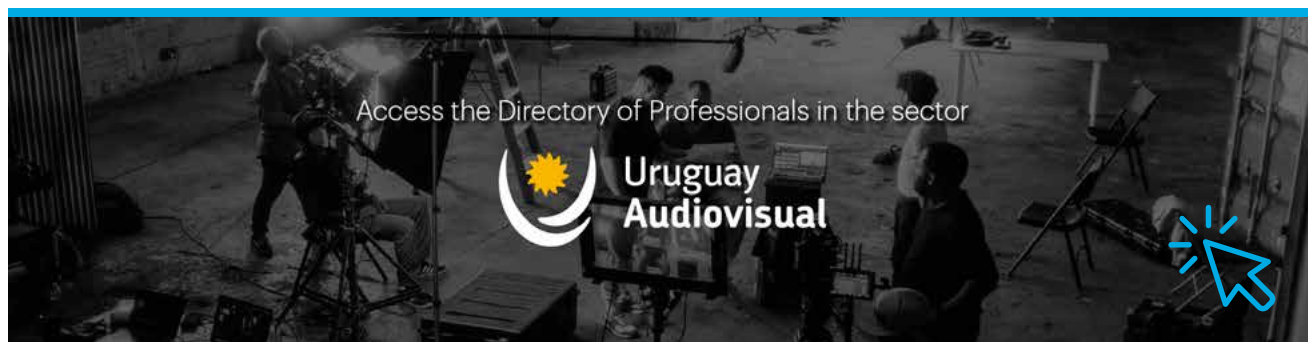 Access the Directory of Professionals in the sector
Uruguay
Audiovisual